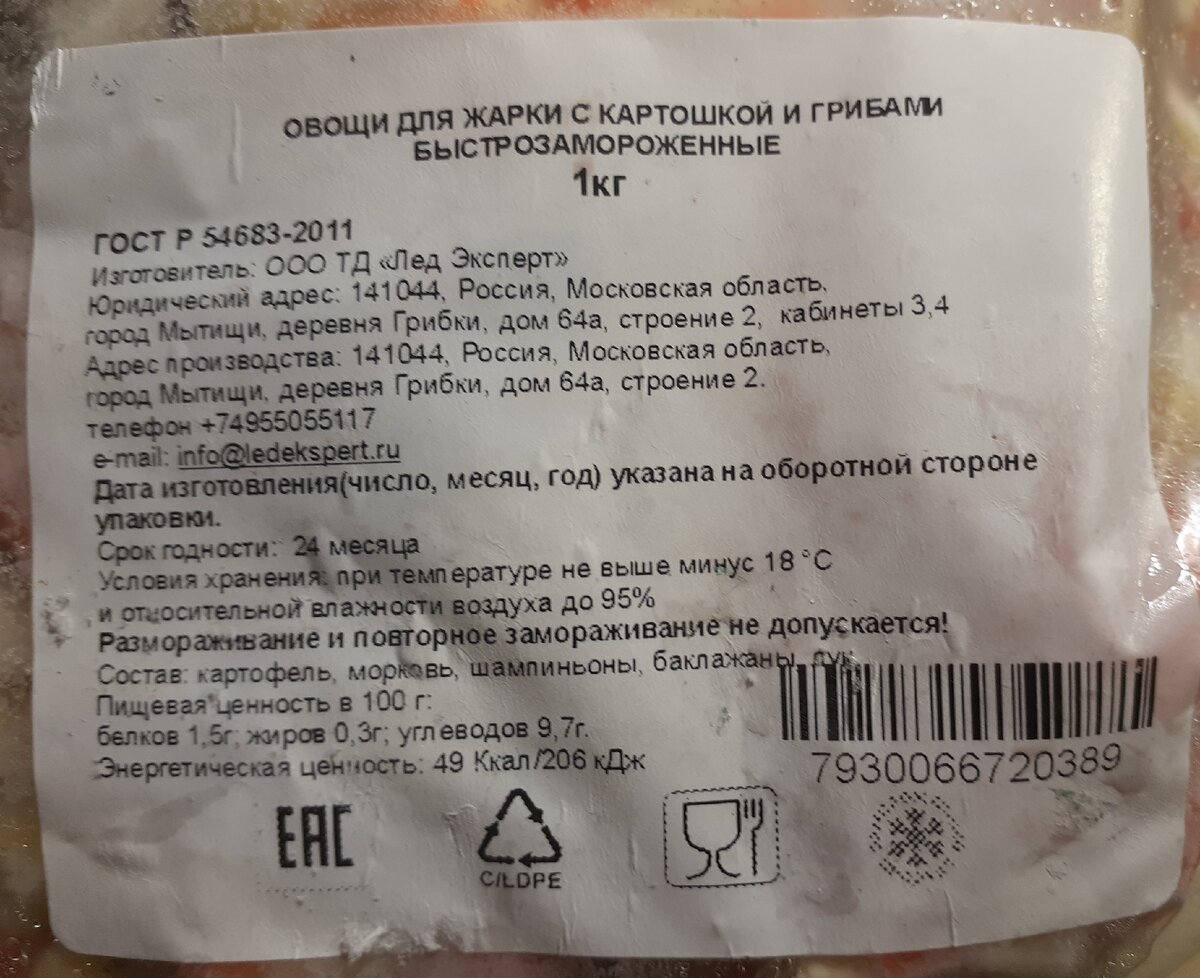 ОВОЩИ ДЛЯ ЖАРКИ С КАРТОШКОЙ И ГРИБАМИ
БЫСТРОЗАМОРОЖЕННЫЕ
1кг
ГОСТ Р 54683-2011
Изготовитель: ООО ТД «Лед Эксперт»
Юридический адрес: 141044, Россия, Московская область,
город Мытищи, деревня Грибки, дом 64а, строение 2, кабинеты 3,4
Адрес производства: 141044, Россия, Московская область,
город Мытищи, деревня Грибки, дом 64а, строение 2.
телефон +74955055117
e-mail: info@ledekspert.ru
Дата изготовления(число, месяц, год) указана на оборотной стороне
упаковки.
Срок годности: 24 месяца
Условия хранения: при температуре не выше минус 18 °С
и относительной влажности воздуха до 95%
Размораживание и повторное замораживание не допускается!
Состав: картофель, морковь, шампиньоны, баклажаны, лук
Пищевая ценность в 100 г:
белков 1,5г; жиров 0,3г; углеводов 9,7г.
Энергетическая ценность: 49 Ккал/206 кДж
7930066720389
ЕАС
C/LDPE